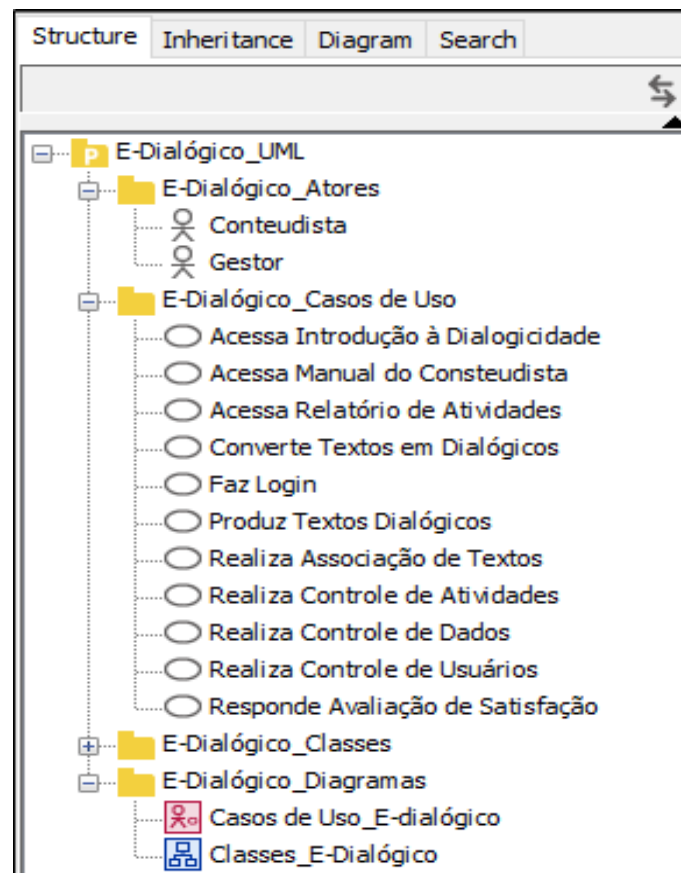 Structure Inheritance Diagram Search
P E-Dialógico_UML
E-Dialógico_Atores
Conteudista
Gestor
E-Dialógico_Casos de Uso
Acessa Introdução à Dialogicidade
Acessa Manual do Consteudista
Acessa Relatório de Atividades
Converte Textos em Dialógicos
Faz Login
Produz Textos Dialógicos
Realiza Associação de Textos
Realiza Controle de Atividades
Realiza Controle de Dados
Realiza Controle de Usuários
Responde Avaliação de Satisfação
E-Dialógico_Classes
E-Dialógico_Diagramas
Casos de Uso_E-dialógico
Classes_E-Dialógico